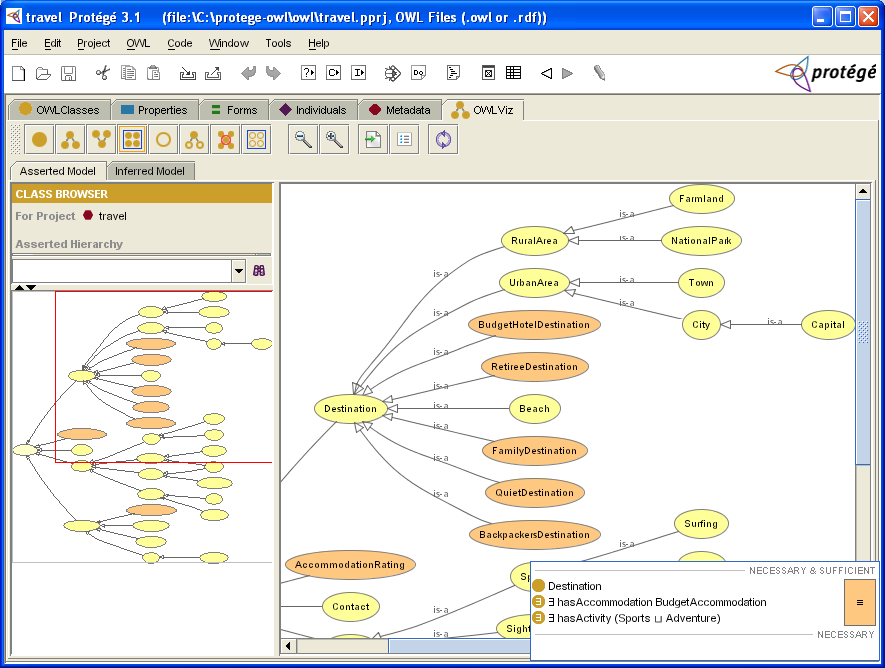 travel Protégé 3.1 (file:\C:\protege-owl\owl\travel.pprj, OWL Files (.owl or .rdf))
File Edit Project OWL Code Window Tools Help
protégé
OWLClasses Properties Forms Individuals Metadata OWLViz
Asserted Model Inferred Model
CLASS BROWSER
For Project travel
Asserted Hierarchy
Farmland
is-a
RuralArea is-a NationalPark
is-a
UrbanArea is-a Town
is-a
is-a
BudgetHotelDestination City is-a Capital
is-a
RetireeDestination
is-a
Destination is-a Beach
is-a
FamilyDestination
is-a
QuietDestination
is-a
BackpackersDestination
Surfing
is-a
AccommodationRating
Contact
is-a
is-a
NECESSARY & SUFFICIENT
Destination
∃ hasAccommodation BudgetAccommodation
∃ hasActivity (Sports ⊔ Adventure)
≡
NECESSARY